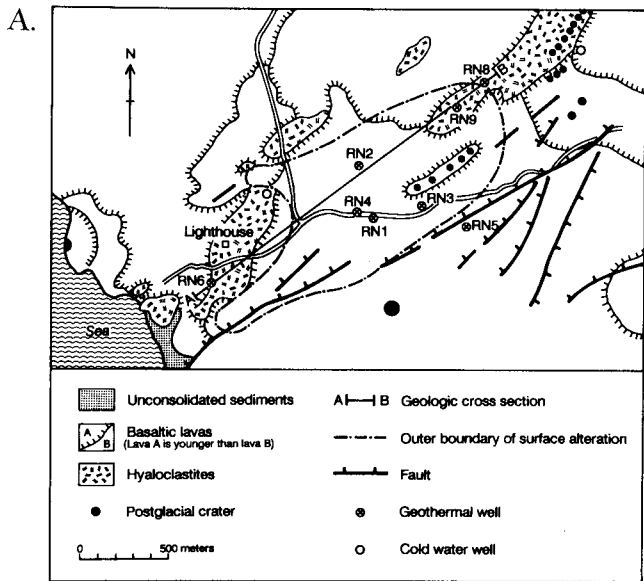 A.
N
RN8
B
RN9
RN2
RN4
RN3
RN1
RN5
Lighthouse
RN6
A
Sea
Unconsolidated sediments
A B Geologic cross section
A
B
Basaltic lavas
(Lava A is younger than lava B)
Outer boundary of surface alteration
Hyaloclastites
Fault
Postglacial crater
Geothermal well
0 500 meters
Cold water well